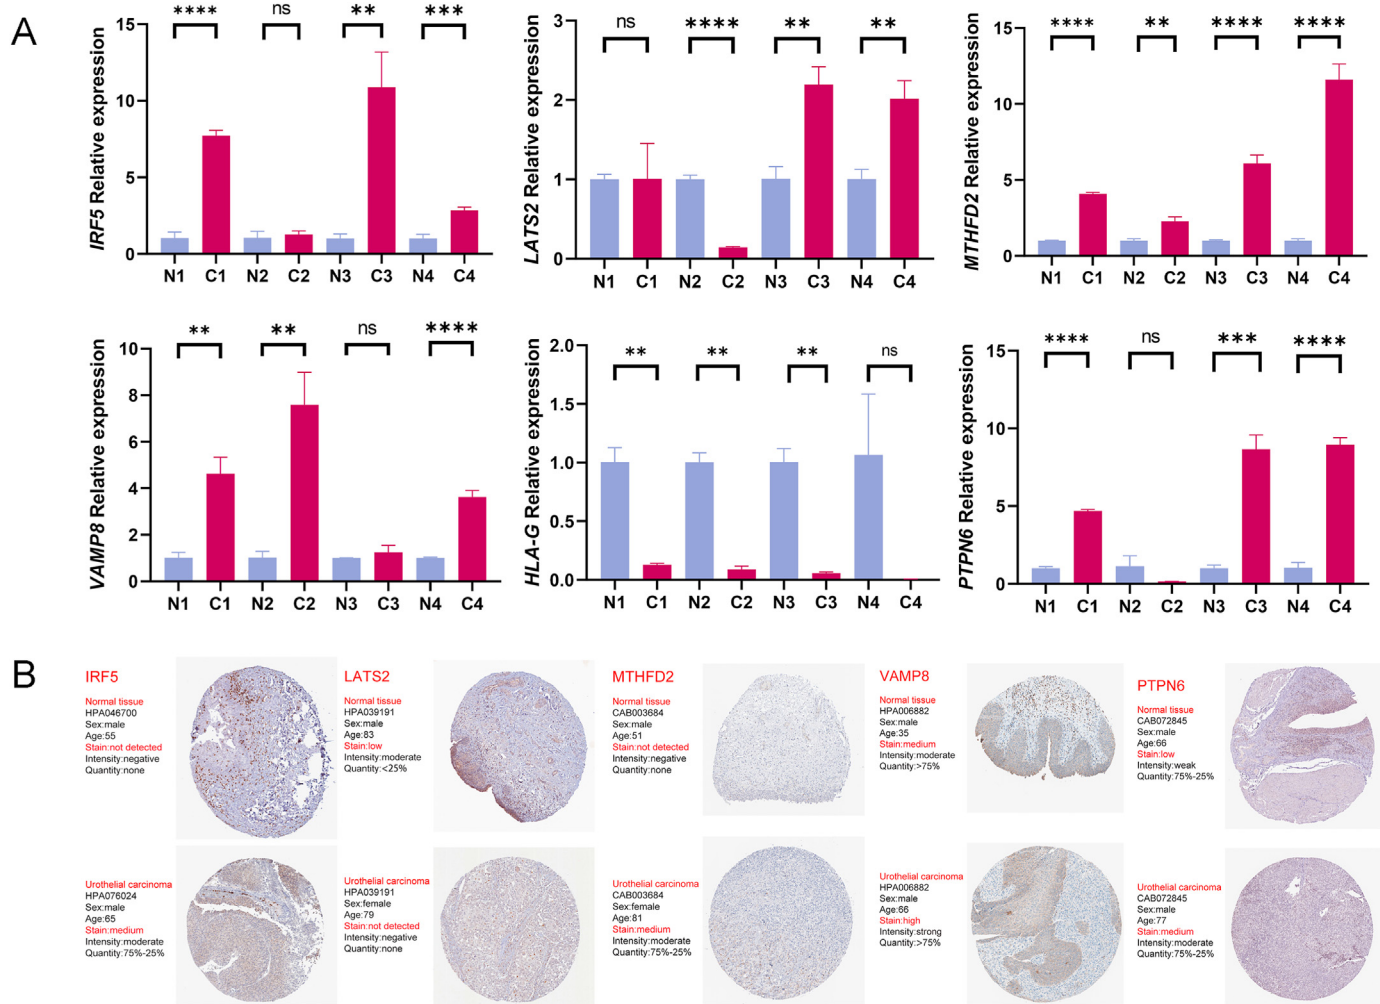 A
IRF5 Relative expression
15
10
5
0
**** ns ** ***
N1 C1 N2 C2 N3 C3 N4 C4
LATS2 Relative expression
3
2
1
0
ns **** ** **
N1 C1 N2 C2 N3 C3 N4 C4
MTHFD2 Relative expression
15
10
5
0
**** ** **** ****
N1 C1 N2 C2 N3 C3 N4 C4
VAMP8 Relative expression
10
8
6
4
2
0
** ** ns ****
N1 C1 N2 C2 N3 C3 N4 C4
HLA-G Relative expression
2.0
1.5
1.0
0.5
0.0
** ** ** ns
N1 C1 N2 C2 N3 C3 N4 C4
PTPN6 Relative expression
15
10
5
0
**** ns *** ****
N1 C1 N2 C2 N3 C3 N4 C4
B
IRF5
Normal tissue
HPA046700
Sex:male
Age:55
Stain:not detected
Intensity:negative
Quantity:none
Urothelial carcinoma
HPA076024
Sex:male
Age:65
Stain:medium
Intensity:moderate
Quantity:75%-25%
LATS2
Normal tissue
HPA039191
Sex:male
Age:83
Stain:low
Intensity:moderate
Quantity:<25%
Urothelial carcinoma
HPA039191
Sex:female
Age:79
Stain:not detected
Intensity:negative
Quantity:none
MTHFD2
Normal tissue
CAB003684
Sex:male
Age:51
Stain:not detected
Intensity:negative
Quantity:none
Urothelial carcinoma
CAB003684
Sex:female
Age:81
Stain:medium
Intensity:moderate
Quantity:75%-25%
VAMP8
Normal tissue
HPA006882
Sex:male
Age:35
Stain:medium
Intensity:moderate
Quantity:>75%
Urothelial carcinoma
HPA006882
Sex:male
Age:66
Stain:high
Intensity:strong
Quantity:>75%
PTPN6
Normal tissue
CAB072845
Sex:male
Age:66
Stain:low
Intensity:weak
Quantity:75%-25%
Urothelial carcinoma
CAB072845
Sex:male
Age:77
Stain:medium
Intensity:moderate
Quantity:75%-25%